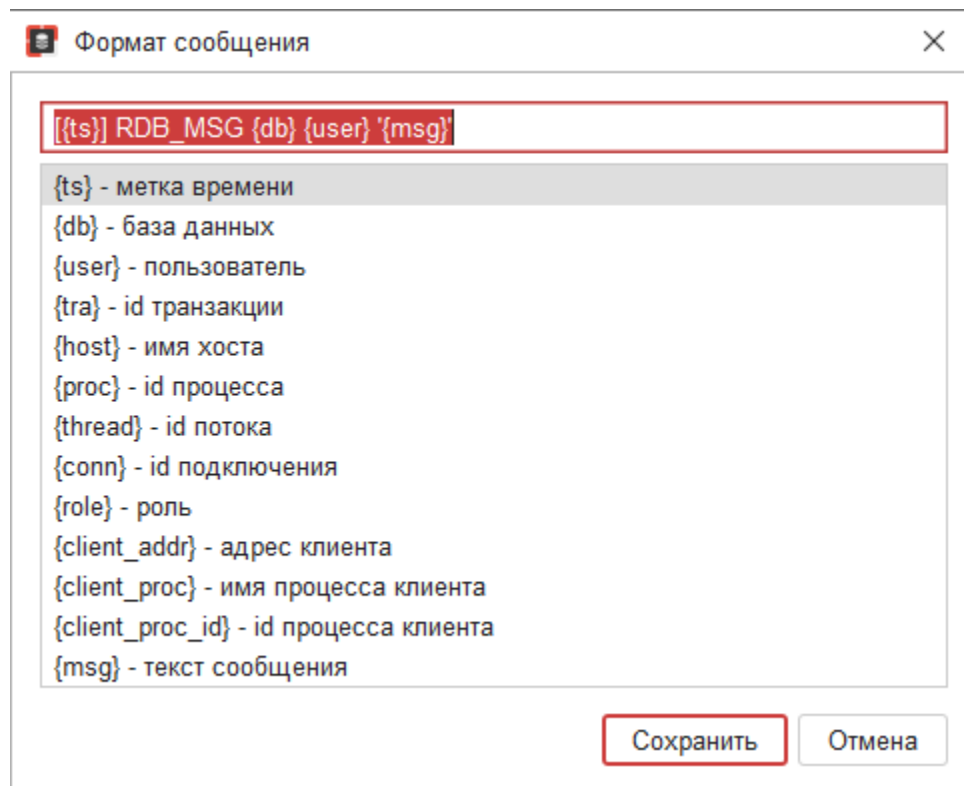 Формат сообщения
[{ts}] RDB_MSG {db} {user} '{msg}'
{ts} - метка времени
{db} - база данных
{user} - пользователь
{tra} - id транзакции
{host} - имя хоста
{proc} - id процесса
{thread} - id потока
{conn} - id подключения
{role} - роль
{client_addr} - адрес клиента
{client_proc} - имя процесса клиента
{client_proc_id} - id процесса клиента
{msg} - текст сообщения
Сохранить Отмена